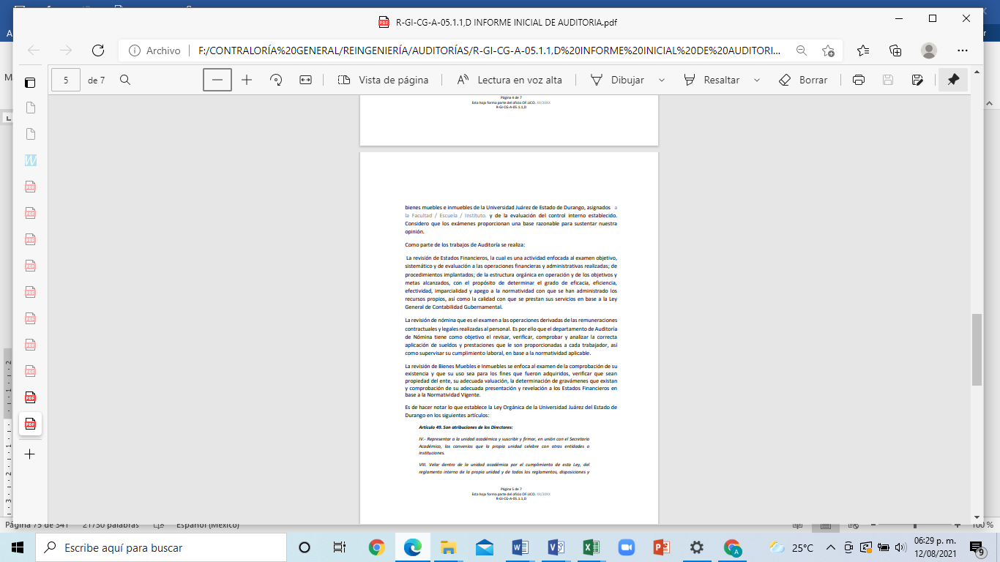 R-GI-CG-A-05.1.1,D INFORME INICIAL DE AUDITORIA.pdf
Archivo
F:/CONTRALORÍA%20GENERAL/REINGENIERÍA/AUDITORÍAS/R-GI-CG-A-05.1.1,D%20INFORME%20INICIAL%20DE%20AUDITORI...
5 de 7
Vista de página
Lectura en voz alta
Dibujar
Resaltar
Borrar
Página 4 de 7
Esta hoja forma parte del oficio OF.UCO. XX/20XX
R-GI-CG-A-05.1.1,D
bienes muebles e inmuebles de la Universidad Juárez de Estado de Durango, asignados a
la Facultad / Escuela / Instituto. y de la evaluación del control interno establecido.
Considero que los exámenes proporcionan una base razonable para sustentar nuestra
opinión.
Como parte de los trabajos de Auditoría se realiza:
La revisión de Estados Financieros, la cual es una actividad enfocada al examen objetivo,
sistemático y de evaluación a las operaciones financieras y administrativas realizadas; de
procedimientos implantados; de la estructura orgánica en operación y de los objetivos y
metas alcanzados, con el propósito de determinar el grado de eficacia, eficiencia,
efectividad, imparcialidad y apego a la normatividad con que se han administrado los
recursos propios, así como la calidad con que se prestan sus servicios en base a la Ley
General de Contabilidad Gubernamental.
La revisión de nómina que es el examen a las operaciones derivadas de las remuneraciones
contractuales y legales realizadas al personal. Es por ello que el departamento de Auditoría
de Nómina tiene como objetivo el revisar, verificar, comprobar y analizar la correcta
aplicación de sueldos y prestaciones que le son proporcionadas a cada trabajador, así
como supervisar su cumplimiento laboral, en base a la normatividad aplicable.
La revisión de Bienes Muebles e Inmuebles se enfoca al examen de la comprobación de su
existencia y que su uso sea para los fines que fueron adquiridos, verificar que sean
propiedad del ente, su adecuada valuación, la determinación de gravámenes que existan
y comprobación de su adecuada presentación y revelación a los Estados Financieros en
base a la Normatividad Vigente.
Es de hacer notar lo que establece la Ley Orgánica de la Universidad Juárez del Estado de
Durango en los siguientes artículos:
Artículo 49. Son atribuciones de los Directores:
IV.- Representar a la unidad académica y suscribir y firmar, en unión con el Secretario
Académico, los convenios que la propia unidad celebre con otras entidades o
instituciones.
VIII. Velar dentro de la unidad académica por el cumplimiento de esta Ley, del
reglamento interno de la propia unidad y de todos los reglamentos, disposiciones y
Página 5 de 7
Esta hoja forma parte del oficio OF.UCO. XX/20XX
R-GI-CG-A-05.1.1,D
Página 75 de 341
21750 palabras
Español (México)
100 %
Escribe aquí para buscar
25°C
06:29 p. m.
12/08/2021
9